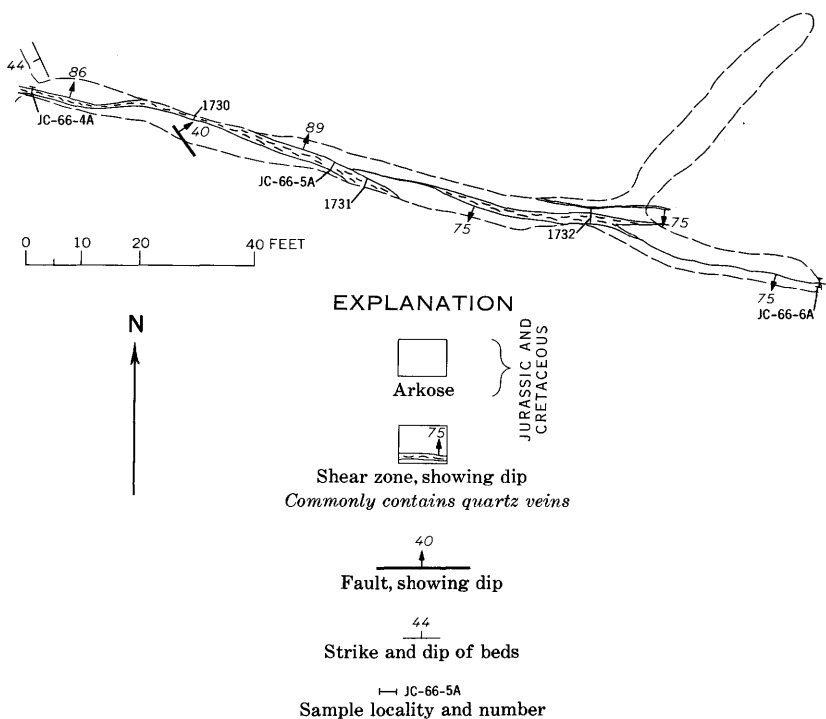 44
86
JC-66-4A
1730
40
89
JC-66-5A
1731
75
1732
75
75
JC-66-6A
0 10 20 40 FEET
N
EXPLANATION
Arkose
JURASSIC AND
CRETACEOUS
75
Shear zone, showing dip
Commonly contains quartz veins
40
Fault, showing dip
44
Strike and dip of beds
JC-66-5A
Sample locality and number